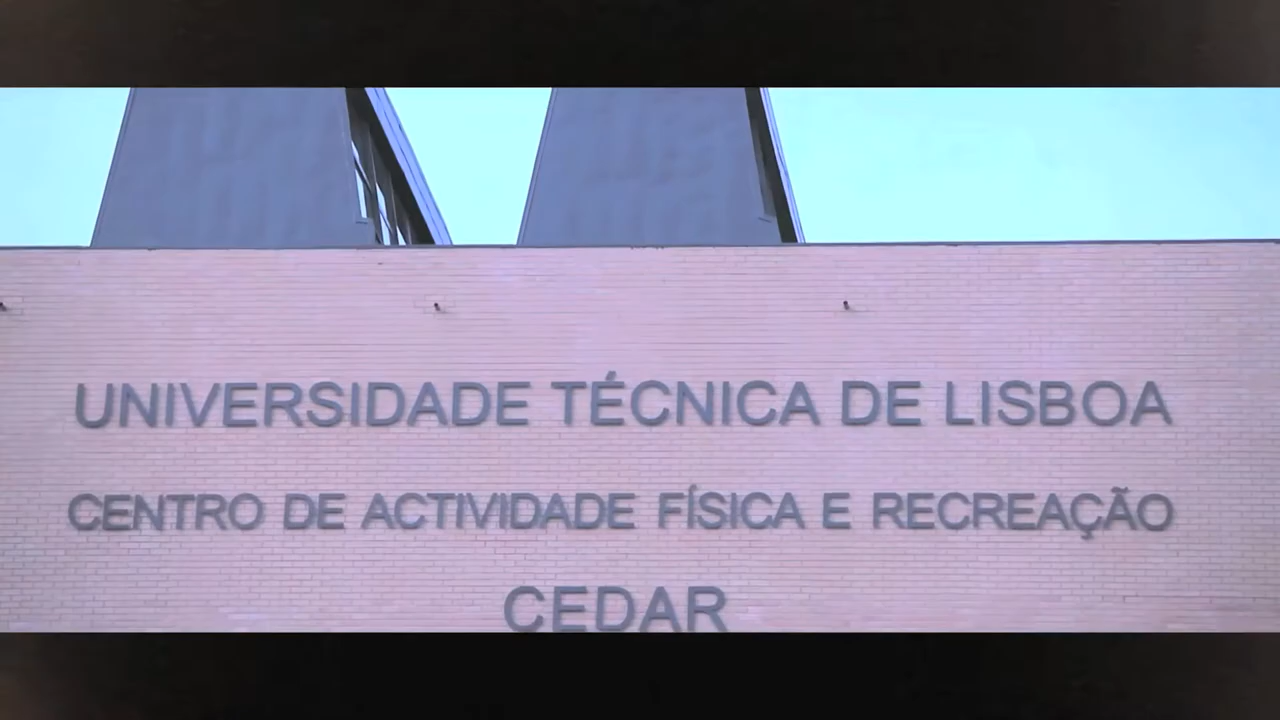 UNIVERSIDADE TÉCNICA DE LISBOA
CENTRO DE ACTIVIDADE FÍSICA E RECREAÇÃO
CEDAR